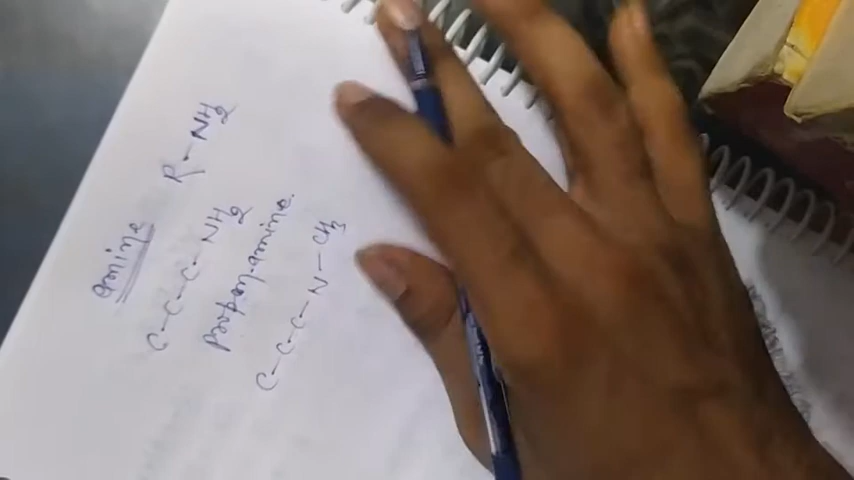 amine R-NH2
C-C-C-NH2
Propan-amine.
C-C-C-N-CH3